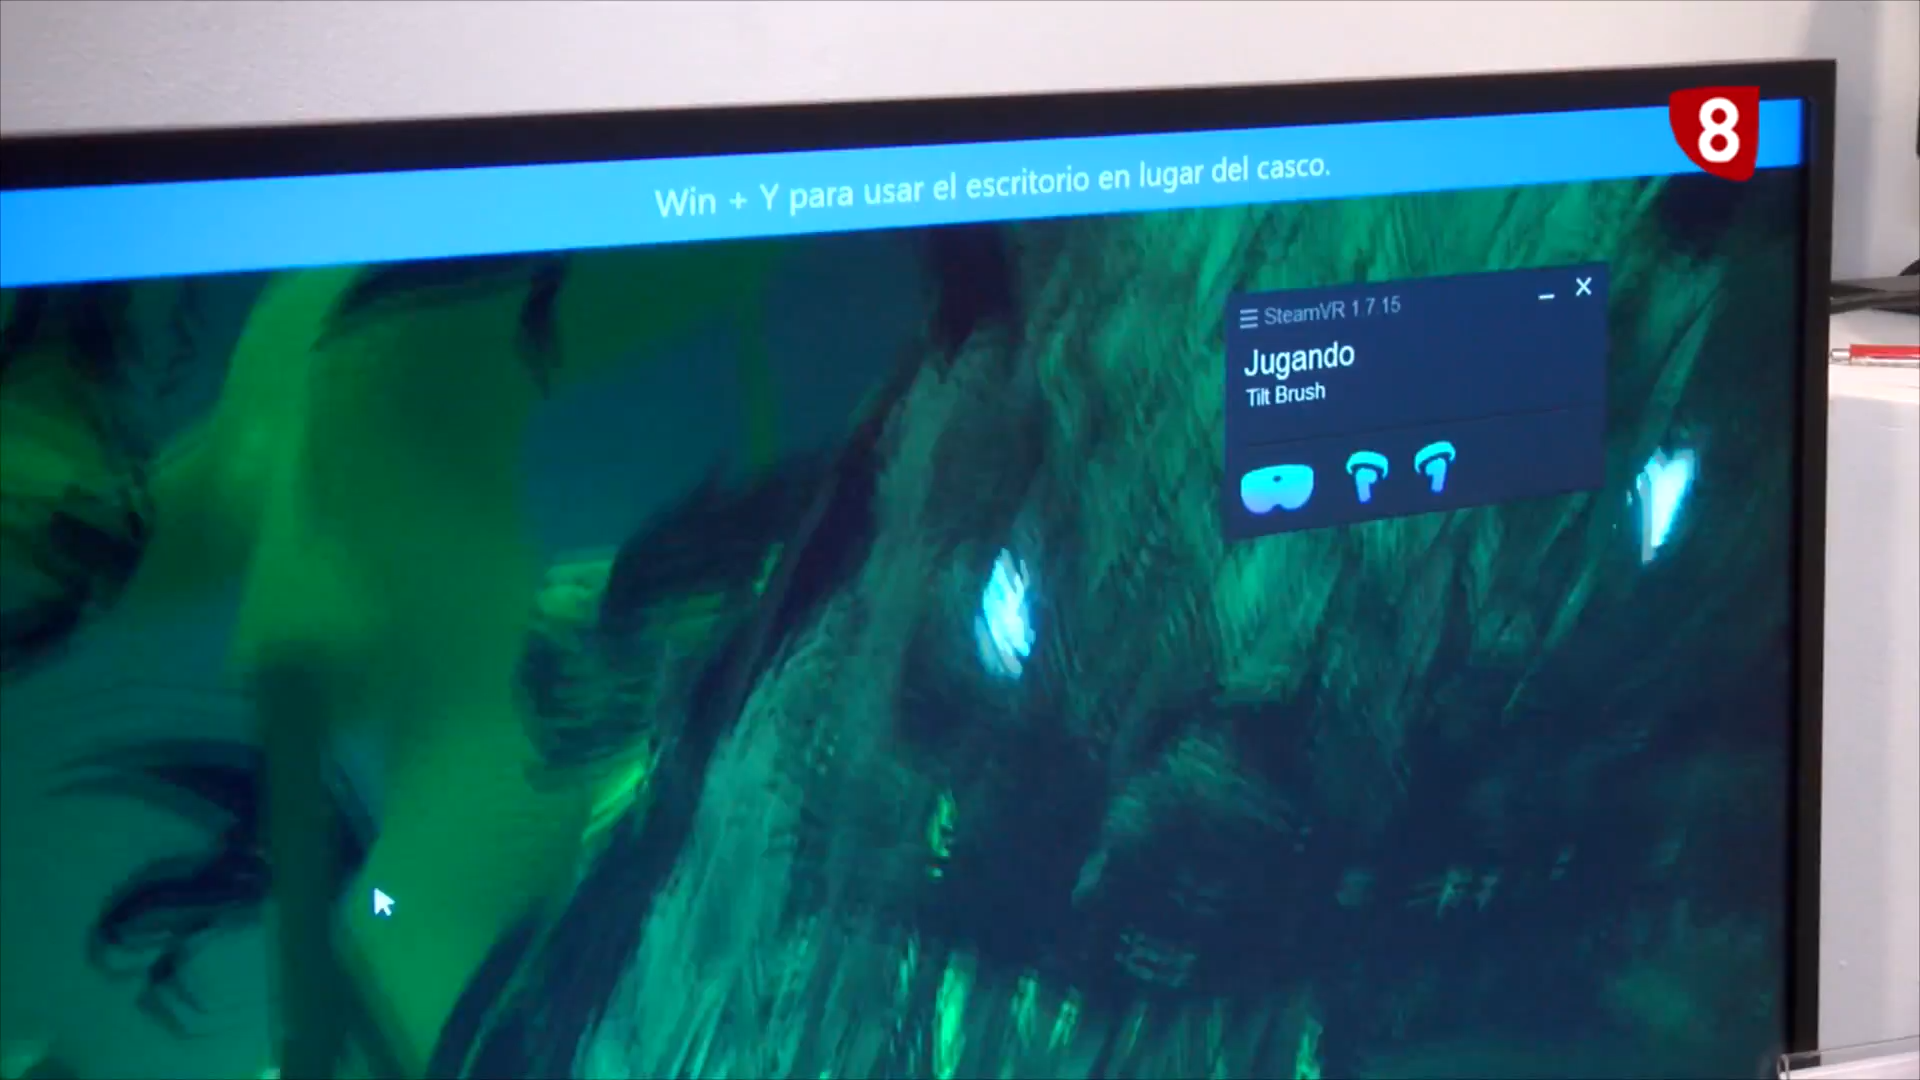 8
Win + Y para usar el escritorio en lugar del casco.
SteamVR 1.7.15
Jugando
Tilt Brush